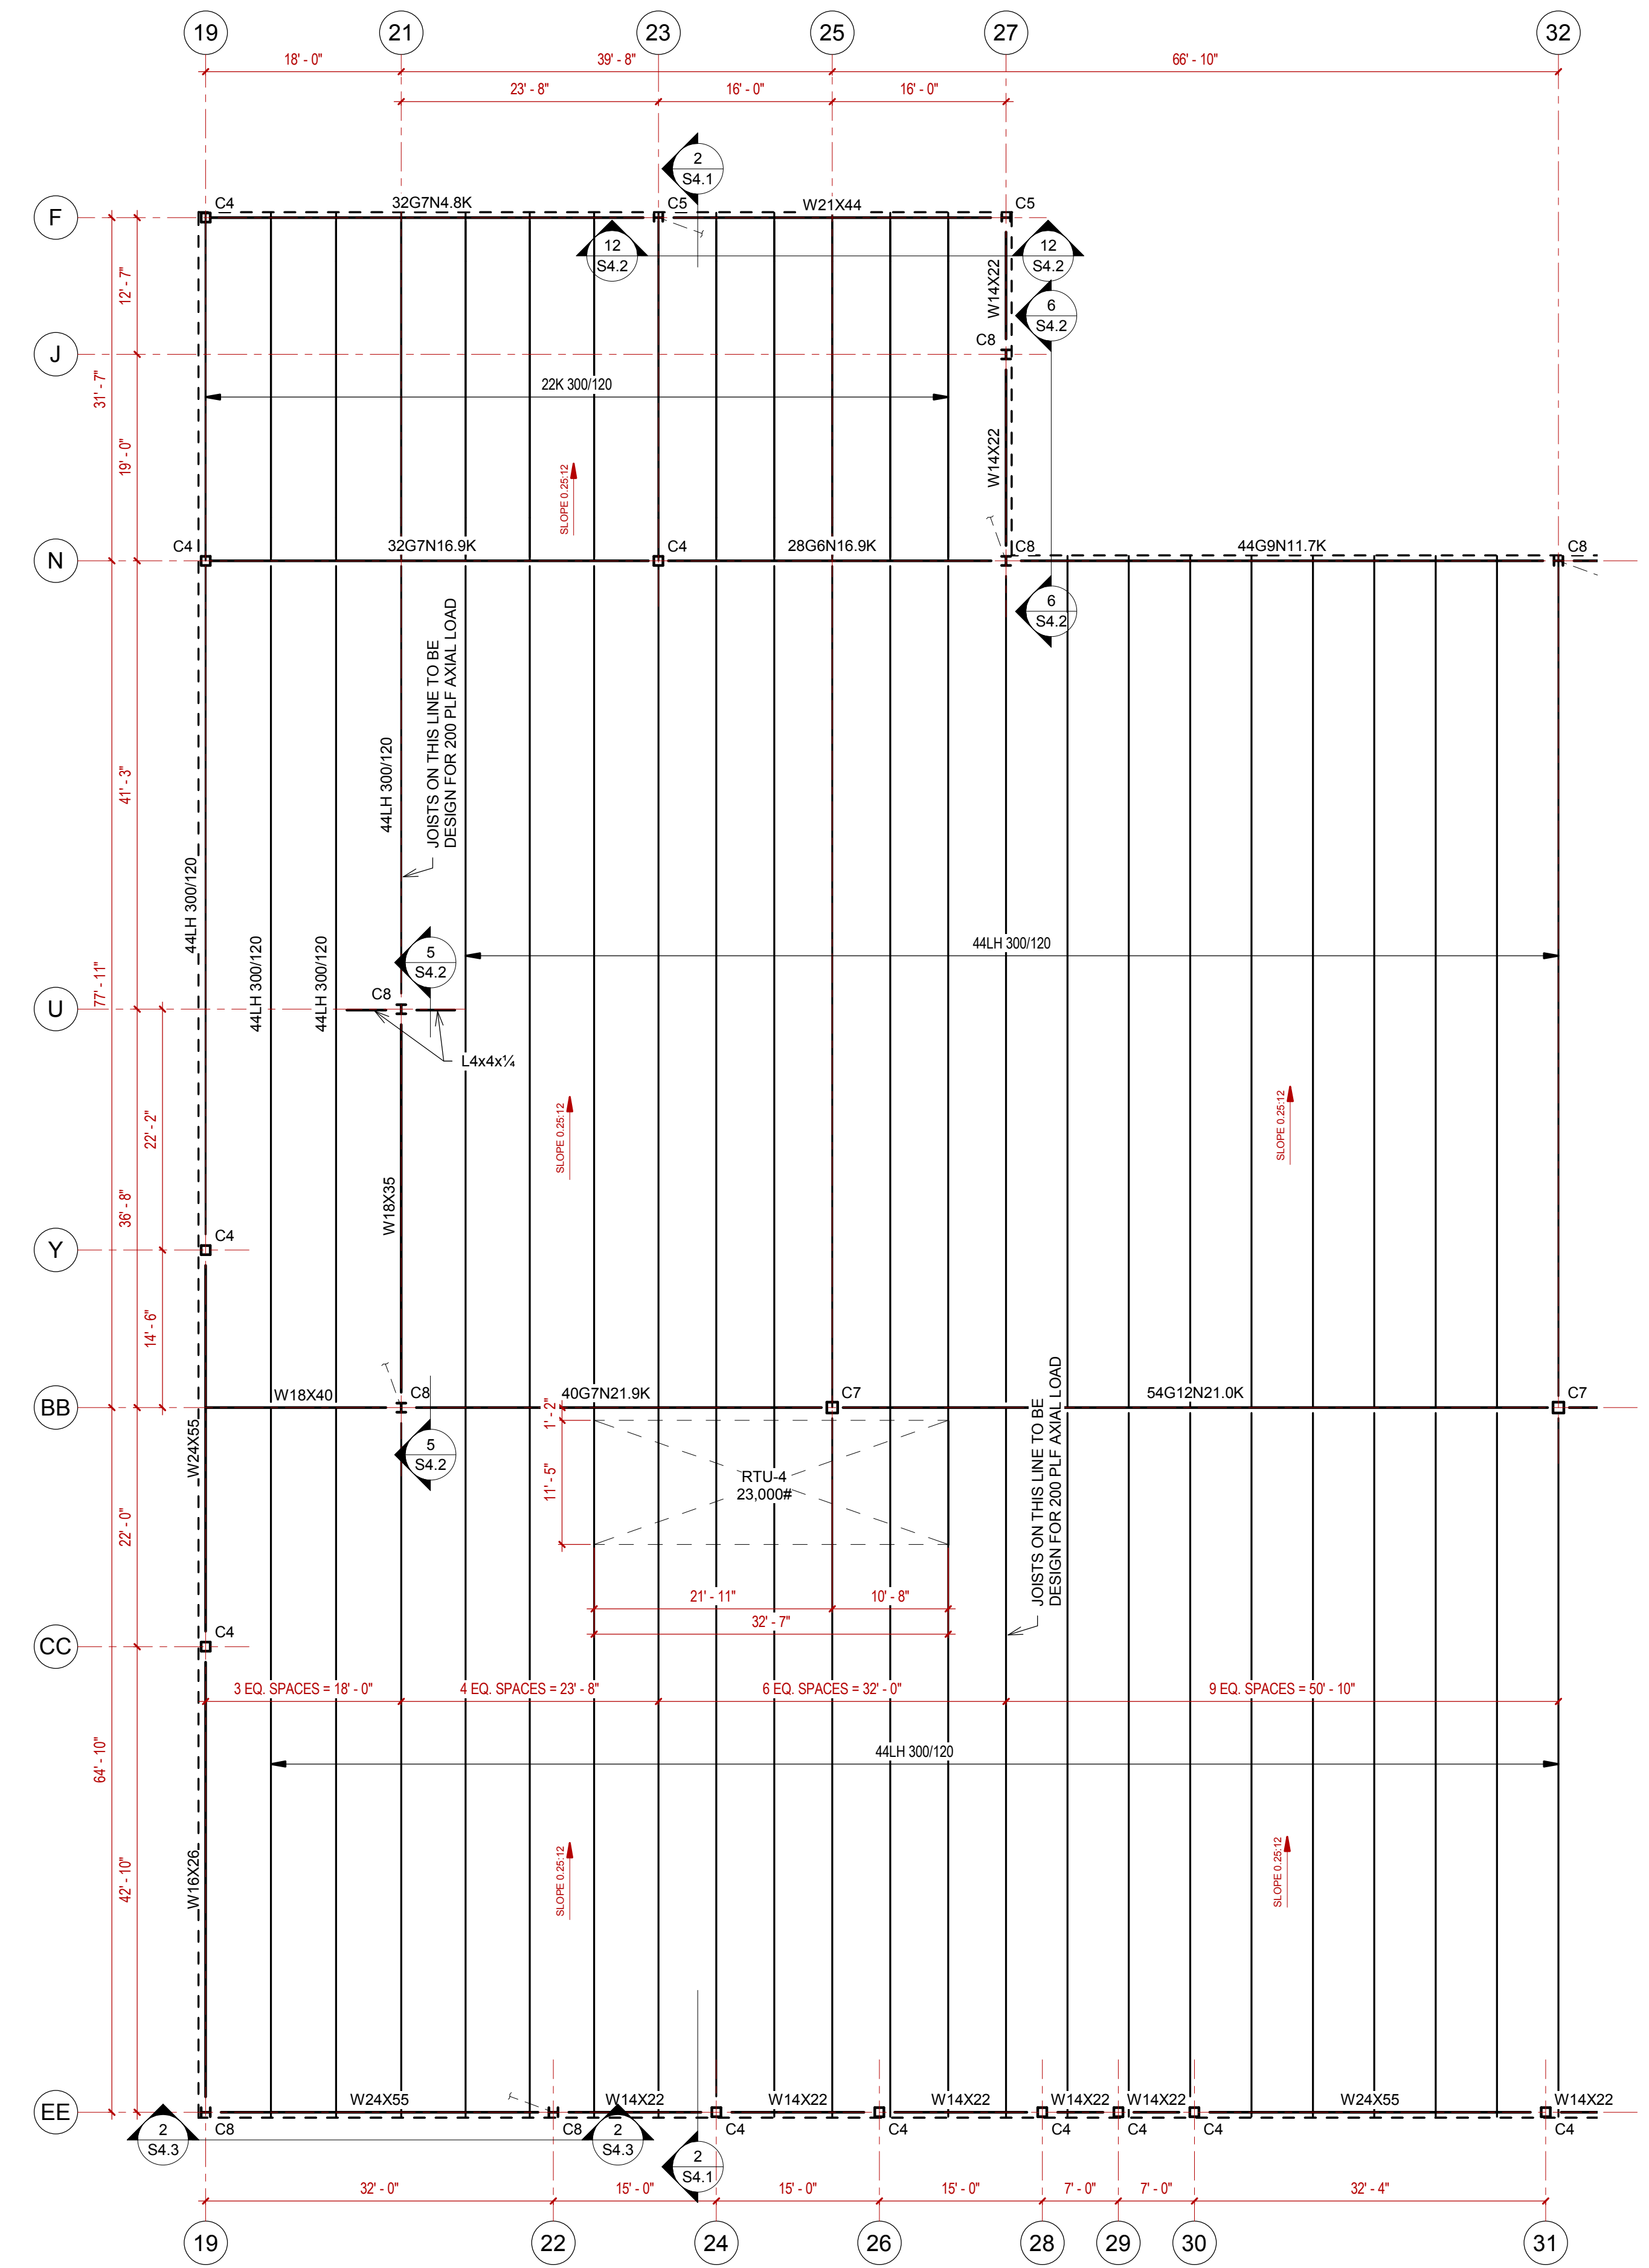 19
21
23
25
27
32
18' - 0"
39' - 8"
66' - 10"
23' - 8"
16' - 0"
16' - 0"
2
S4.1
F
C4
32G7N4.8K
C5
W21X44
C5
12
S4.2
12
S4.2
12' - 7"
W14X22
6
S4.2
J
C8
31' - 7"
22K 300/120
19' - 0"
W14X22
SLOPE 0.25:12
N
C4
32G7N16.9K
C4
28G6N16.9K
C8
44G9N11.7K
C8
6
S4.2
JOISTS ON THIS LINE TO BE
DESIGN FOR 200 PLF AXIAL LOAD
41' - 3"
44LH 300/120
44LH 300/120
44LH 300/120
44LH 300/120
44LH 300/120
5
S4.2
77' - 11"
U
C8
L4x4x¼
22' - 2"
SLOPE 0.25:12
SLOPE 0.25:12
36' - 8"
W18X35
Y
C4
14' - 6"
BB
W18X40
C8
40G7N21.9K
C7
54G12N21.0K
C7
1' - 2"
W24X55
5
S4.2
11' - 5"
RTU-4
23,000#
JOISTS ON THIS LINE TO BE
DESIGN FOR 200 PLF AXIAL LOAD
22' - 0"
21' - 11"
10' - 8"
32' - 7"
CC
C4
3 EQ. SPACES = 18' - 0"
4 EQ. SPACES = 23' - 8"
6 EQ. SPACES = 32' - 0"
9 EQ. SPACES = 50' - 10"
64' - 10"
44LH 300/120
42' - 10"
W16X26
SLOPE 0.25:12
SLOPE 0.25:12
EE
W24X55
W14X22
W14X22
W14X22
W14X22
W14X22
W24X55
W14X22
2
S4.3
C8
C8
2
S4.3
C4
C4
C4
C4
C4
C4
2
S4.1
32' - 0"
15' - 0"
15' - 0"
15' - 0"
7' - 0"
7' - 0"
32' - 4"
19
22
24
26
28
29
30
31